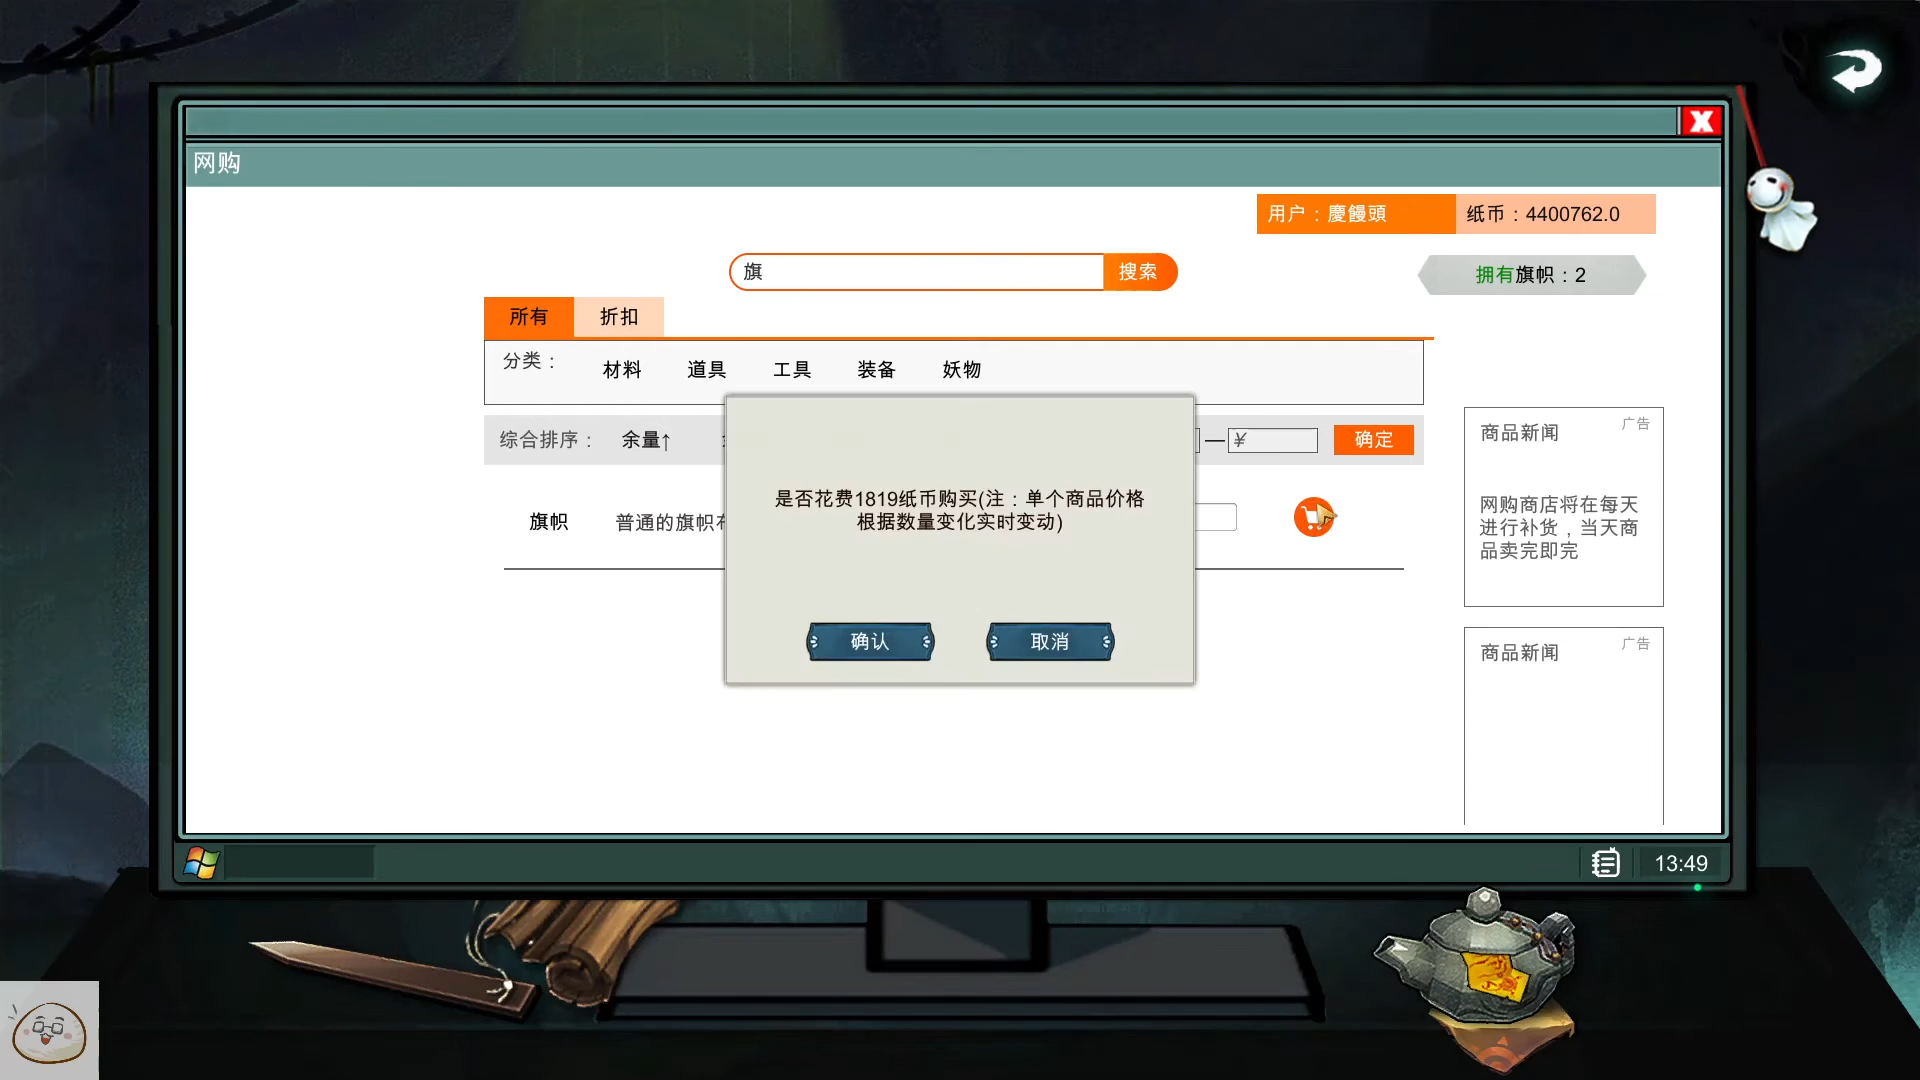 网购
用户：慶饅頭
纸币：4400762.0
旗
搜索
拥有旗帜：2
所有
折扣
分类：
材料
道具
工具
装备
妖物
综合排序：
余量↑
—
¥
确定
旗帜
普通的旗帜
是否花费1819纸币购买(注：单个商品价格
根据数量变化实时变动)
确认
取消
广告
商品新闻
网购商店将在每天
进行补货，当天商
品卖完即完
广告
商品新闻
13:49